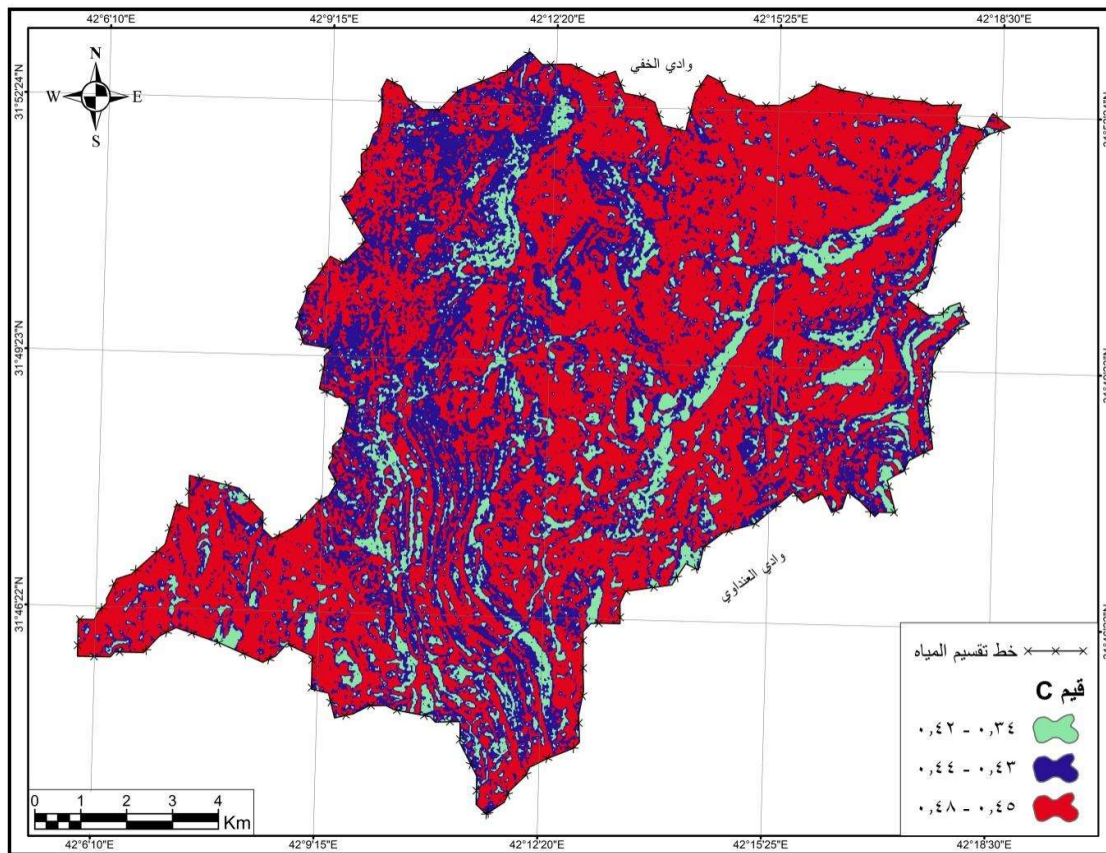 42°6'10"E 42°9'15"E 42°12'20"E 42°15'25"E 42°18'30"E
N
W E
S
وادي الخفي
31°52'24"N
31°49'23"N
31°46'22"N
وادي العنداوي
خط تقسيم المياه
قيم C
٠,٣٤ - ٠,٤٢
٠,٤٣ - ٠,٤٤
٠,٤٥ - ٠,٤٨
0 1 2 3 4
Km
42°6'10"E 42°9'15"E 42°12'20"E 42°15'25"E 42°18'30"E